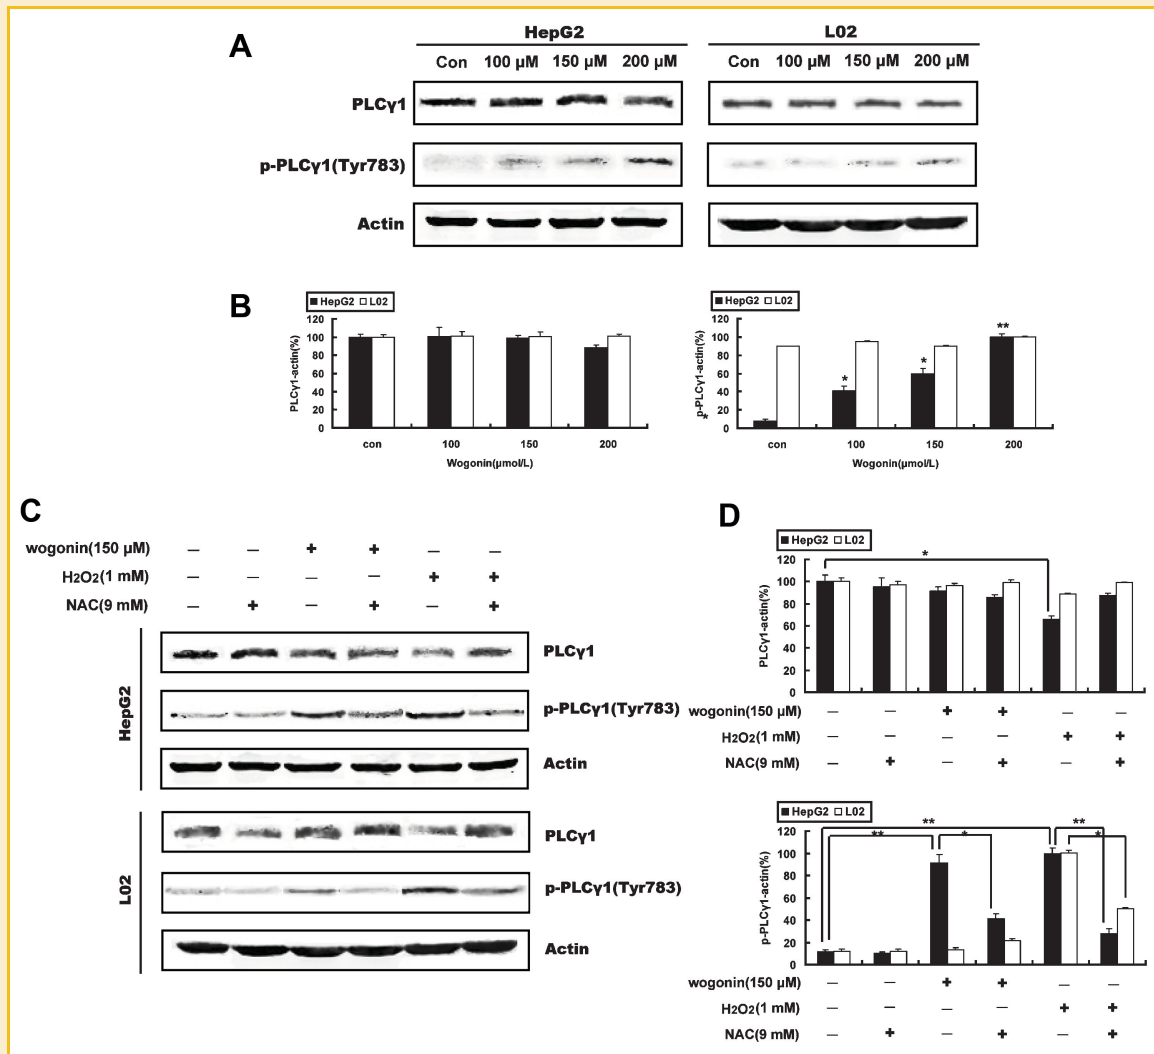 A
HepG2 L02
Con 100 µM 150 µM 200 µM Con 100 µM 150 µM 200 µM
PLCγ1
p-PLCγ1(Tyr783)
Actin
B
HepG2 L02
PLCγ1-actin(%)
120
100
80
60
40
20
0
con 100 150 200
Wogonin(µmol/L)
HepG2 L02
p-PLCγ1-actin(%)
120
100
80
60
40
20
0
*
* * **
con 100 150 200
Wogonin(µmol/L)
C
wogonin(150 µM) — — + + — —
H2O2(1 mM) — — — — + +
NAC(9 mM) — + — + — +
HepG2
PLCγ1
p-PLCγ1(Tyr783)
Actin
L02
PLCγ1
p-PLCγ1(Tyr783)
Actin
D
HepG2 L02
PLCγ1-actin(%)
120
100
80
60
40
20
0
*
wogonin(150 µM) — — + + — —
H2O2(1 mM) — — — — + +
NAC(9 mM) — + — + — +
HepG2 L02
p-PLCγ1-actin(%)
120
100
80
60
40
20
0
** **
** * *
wogonin(150 µM) — — + + — —
H2O2(1 mM) — — — — + +
NAC(9 mM) — + — + — +